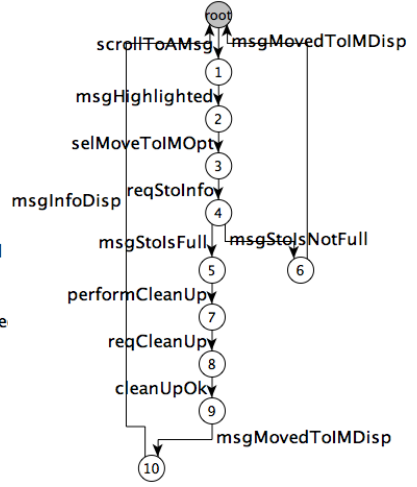 root
scrollToAMsg
msgMovedToIMDisp
1
msgHighlighted
2
selMoveToIMOpt
3
reqStoInfo
msgInfoDisp
4
msgStoIsFull
msgStoIsNotFull
5
6
performCleanUp
e
7
reqCleanUp
8
cleanUpOk
9
msgMovedToIMDisp
10